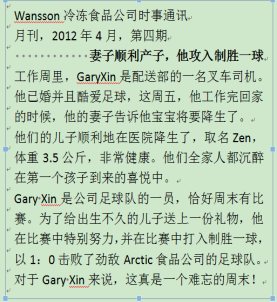 Wansson 冷冻食品公司时事通讯
月刊，2012 年 4 月，第四期
妻子顺利产子，他攻入制胜一球
工作周里，GaryXin 是配送部的一名叉车司机。
他已婚并且酷爱足球，这周五，他工作完回家
的时候，他的妻子告诉他宝宝将要降生了。
他们的儿子顺利地在医院降生了，取名 Zen，
体重 3.5 公斤，非常健康。他们全家人都沉醉
在第一个孩子到来的喜悦中。
Gary Xin 是公司足球队的一员，恰好周末有比
赛。为了给出生不久的儿子送上一份礼物，他
在比赛中特别努力，并在比赛中打入制胜一球，
以 1：0 击败了劲敌 Arctic 食品公司的足球队。
对于 Gary Xin 来说，这真是一个难忘的周末！